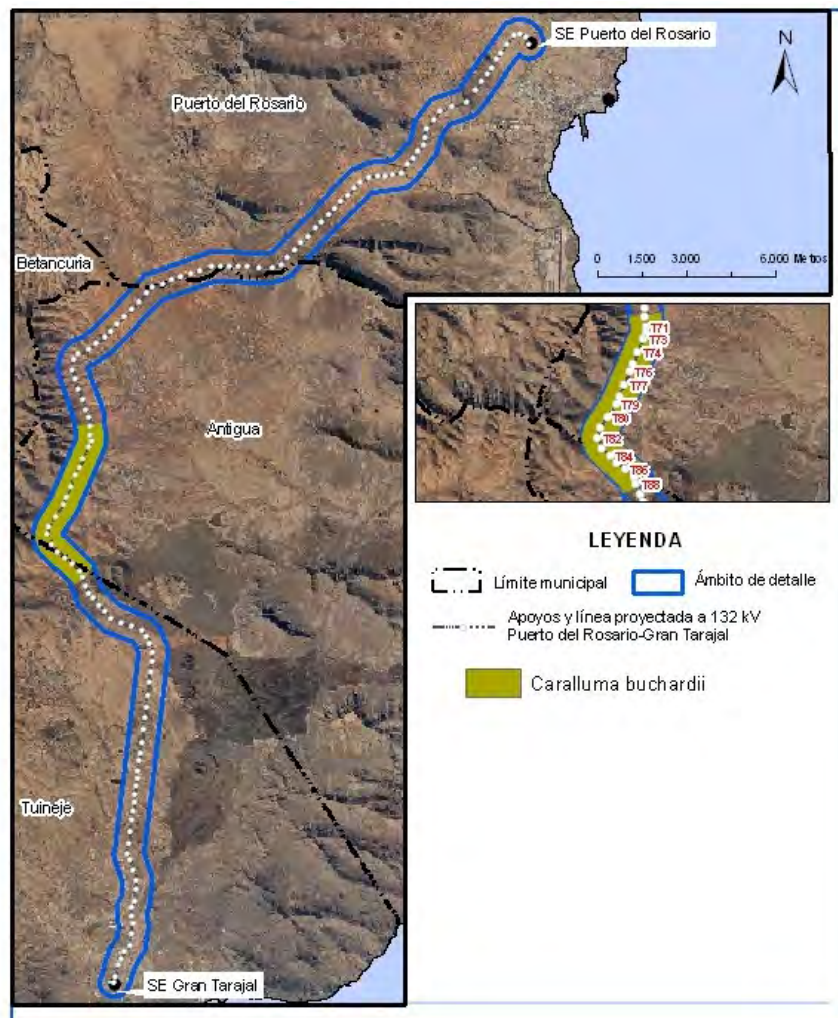 SE Puerto del Rosario
N
Puerto del Rosario
Betancuria
0 1.500 3.000 6.000 Metros
T71
T73
T74
T76
T77
T79
T80
T82
T84
T86
T88
Antigua
LEYENDA
Límite municipal Ámbito de detalle
Apoyos y línea proyectada a 132 kV
Puerto del Rosario-Gran Tarajal
Caralluma buchardii
Tuineje
SE Gran Tarajal